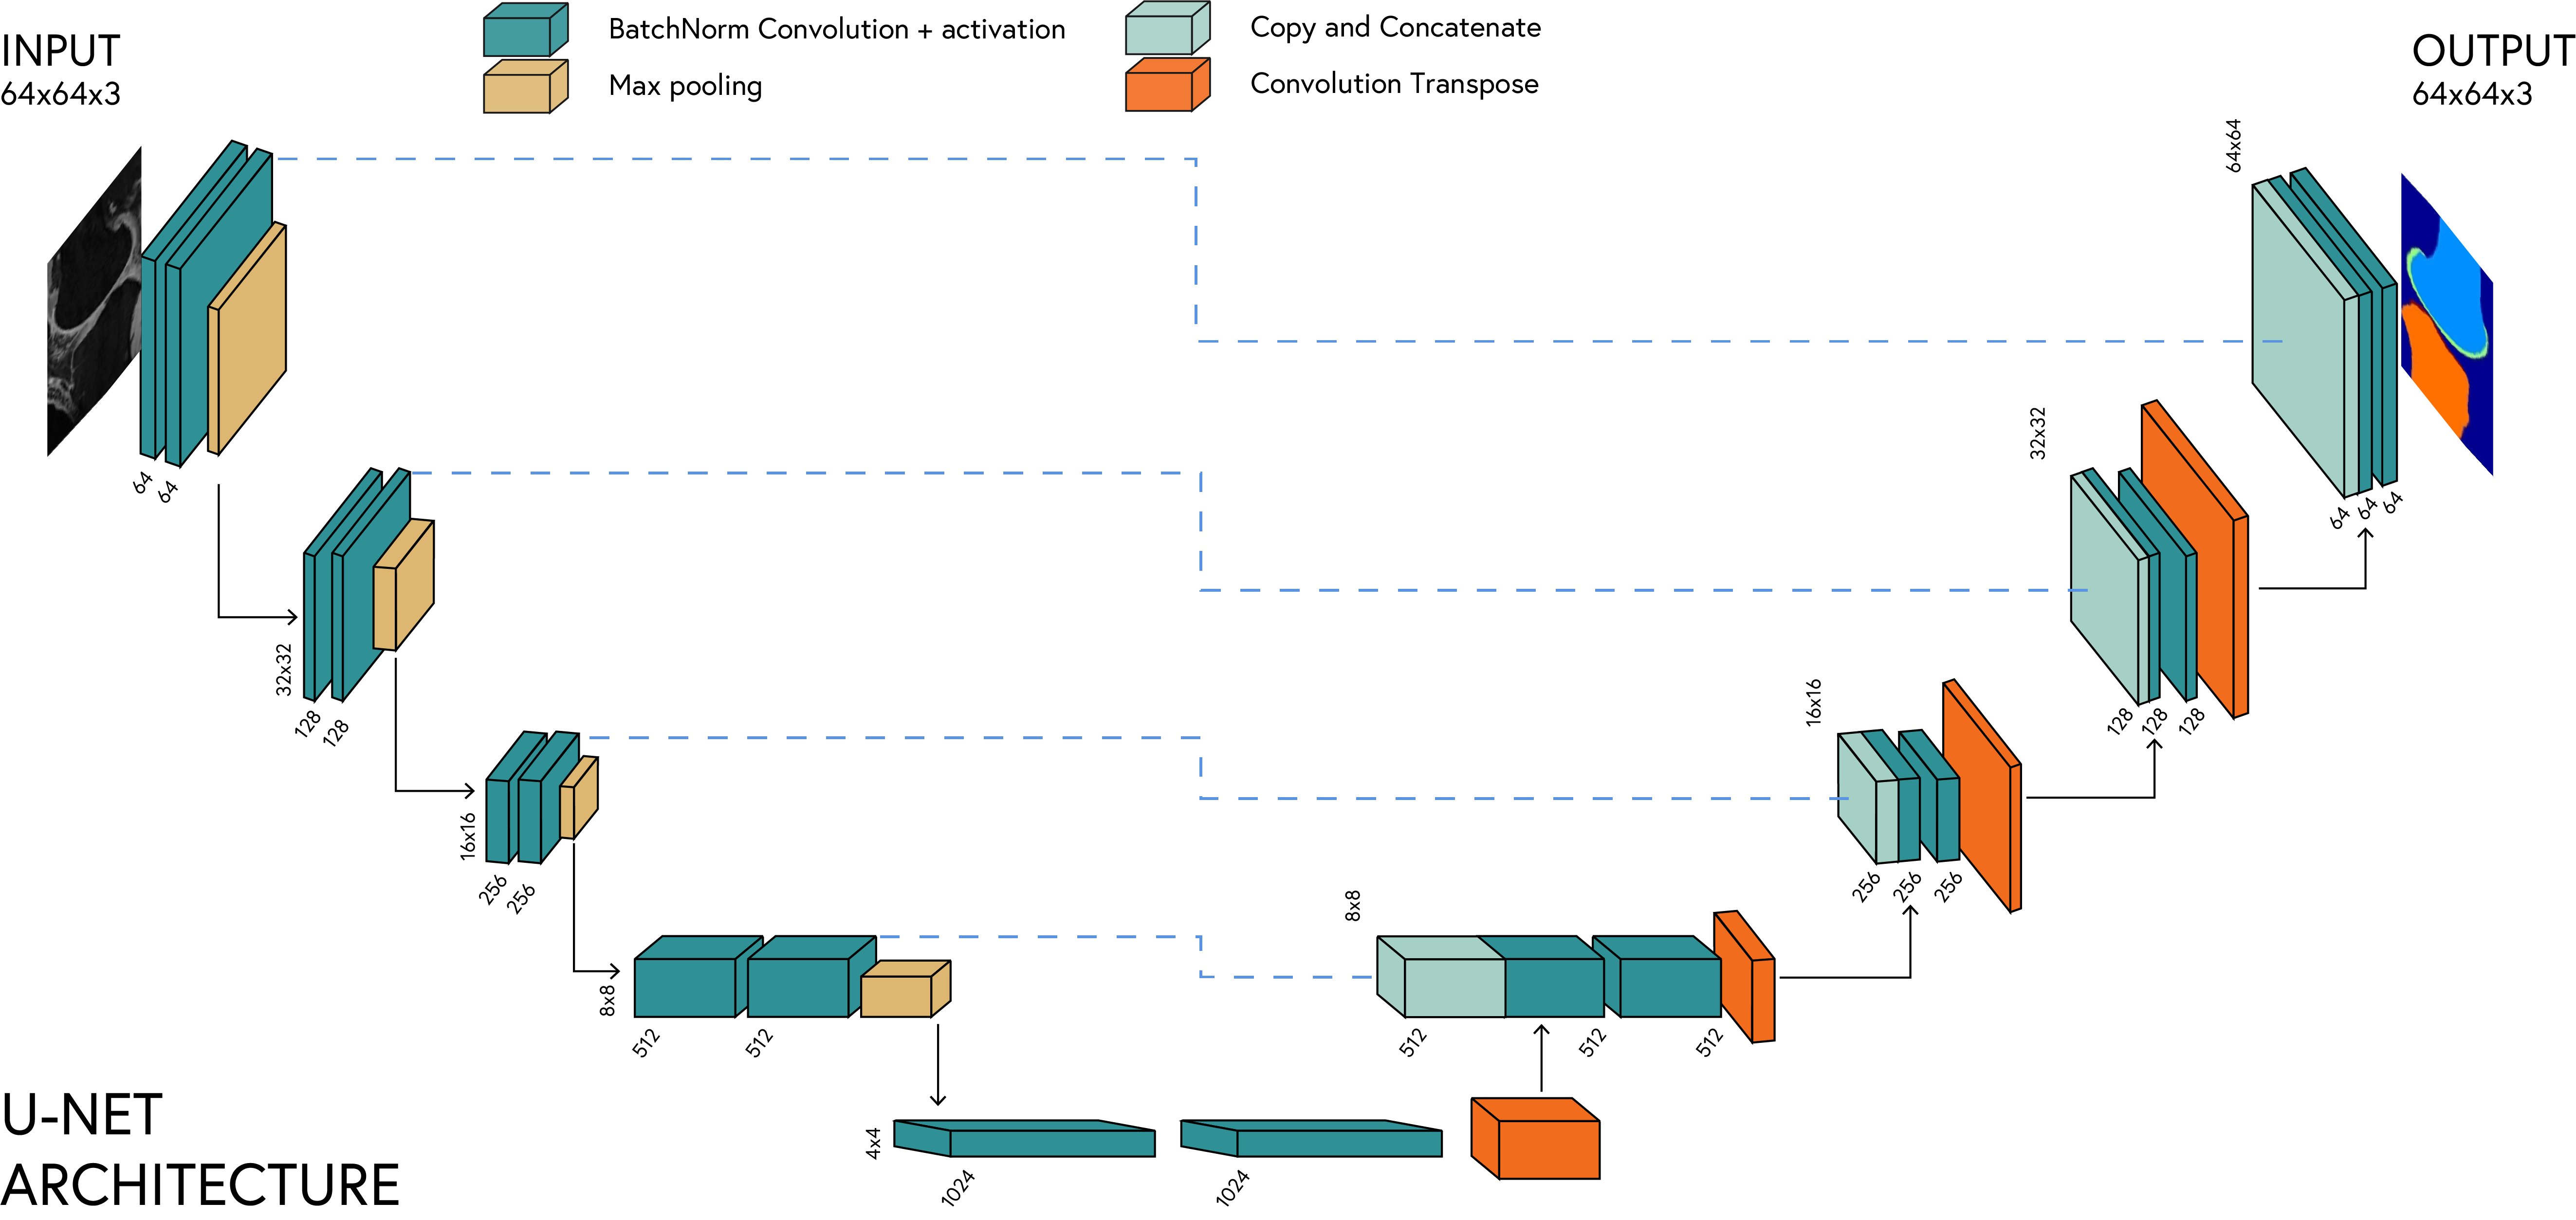 INPUT
64x64x3
BatchNorm Convolution + activation
Max pooling
Copy and Concatenate
Convolution Transpose
OUTPUT
64x64x3
64
64
32x32
128
128
16x16
256
256
8x8
512
512
4x4
1024
1024
8x8
512
512
512
16x16
256
256
256
32x32
128
128
128
64x64
64
64
64
U-NET
ARCHITECTURE